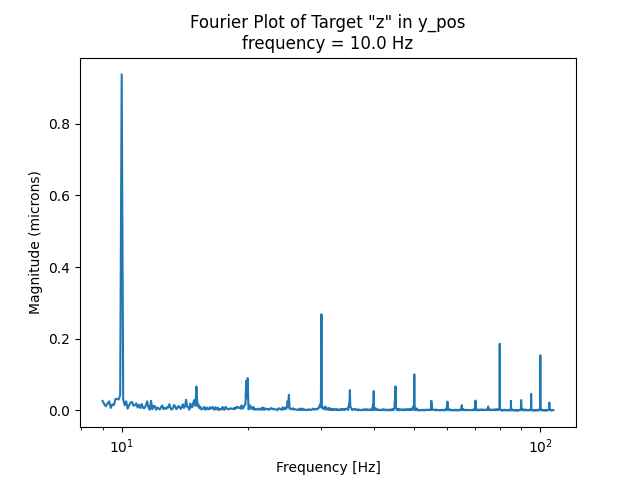 Fourier Plot of Target "z" in y_pos
frequency = 10.0 Hz
Magnitude (microns)
0.8
0.6
0.4
0.2
0.0
10¹
10²
Frequency [Hz]